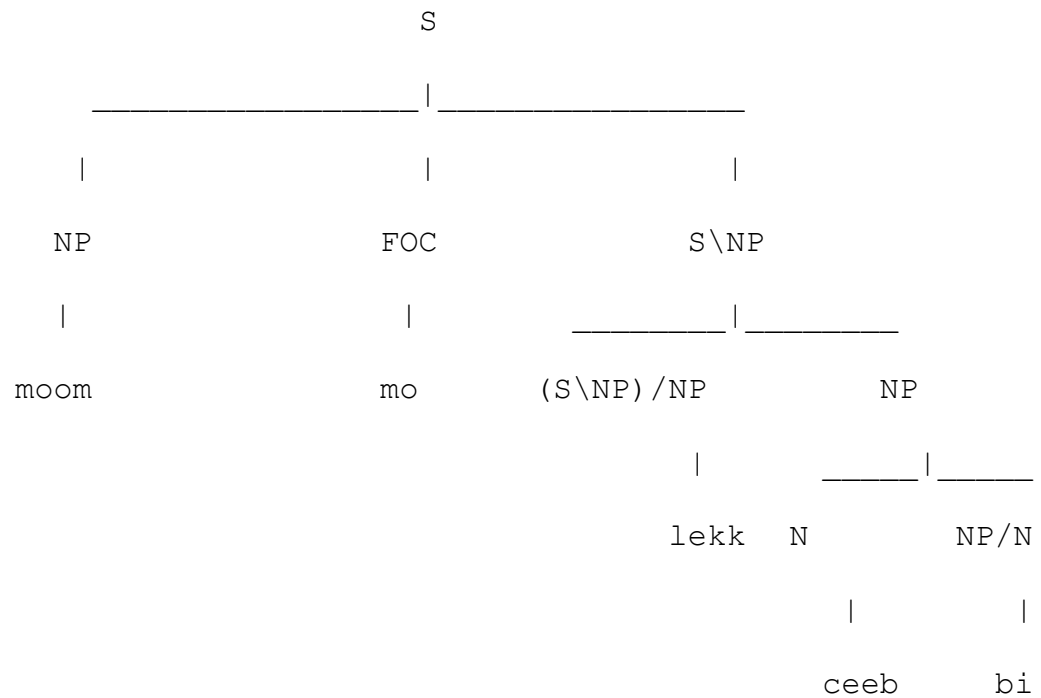 S
NP FOC S\NP
moom mo (S\NP)/NP NP
lekk N NP/N
ceeb bi